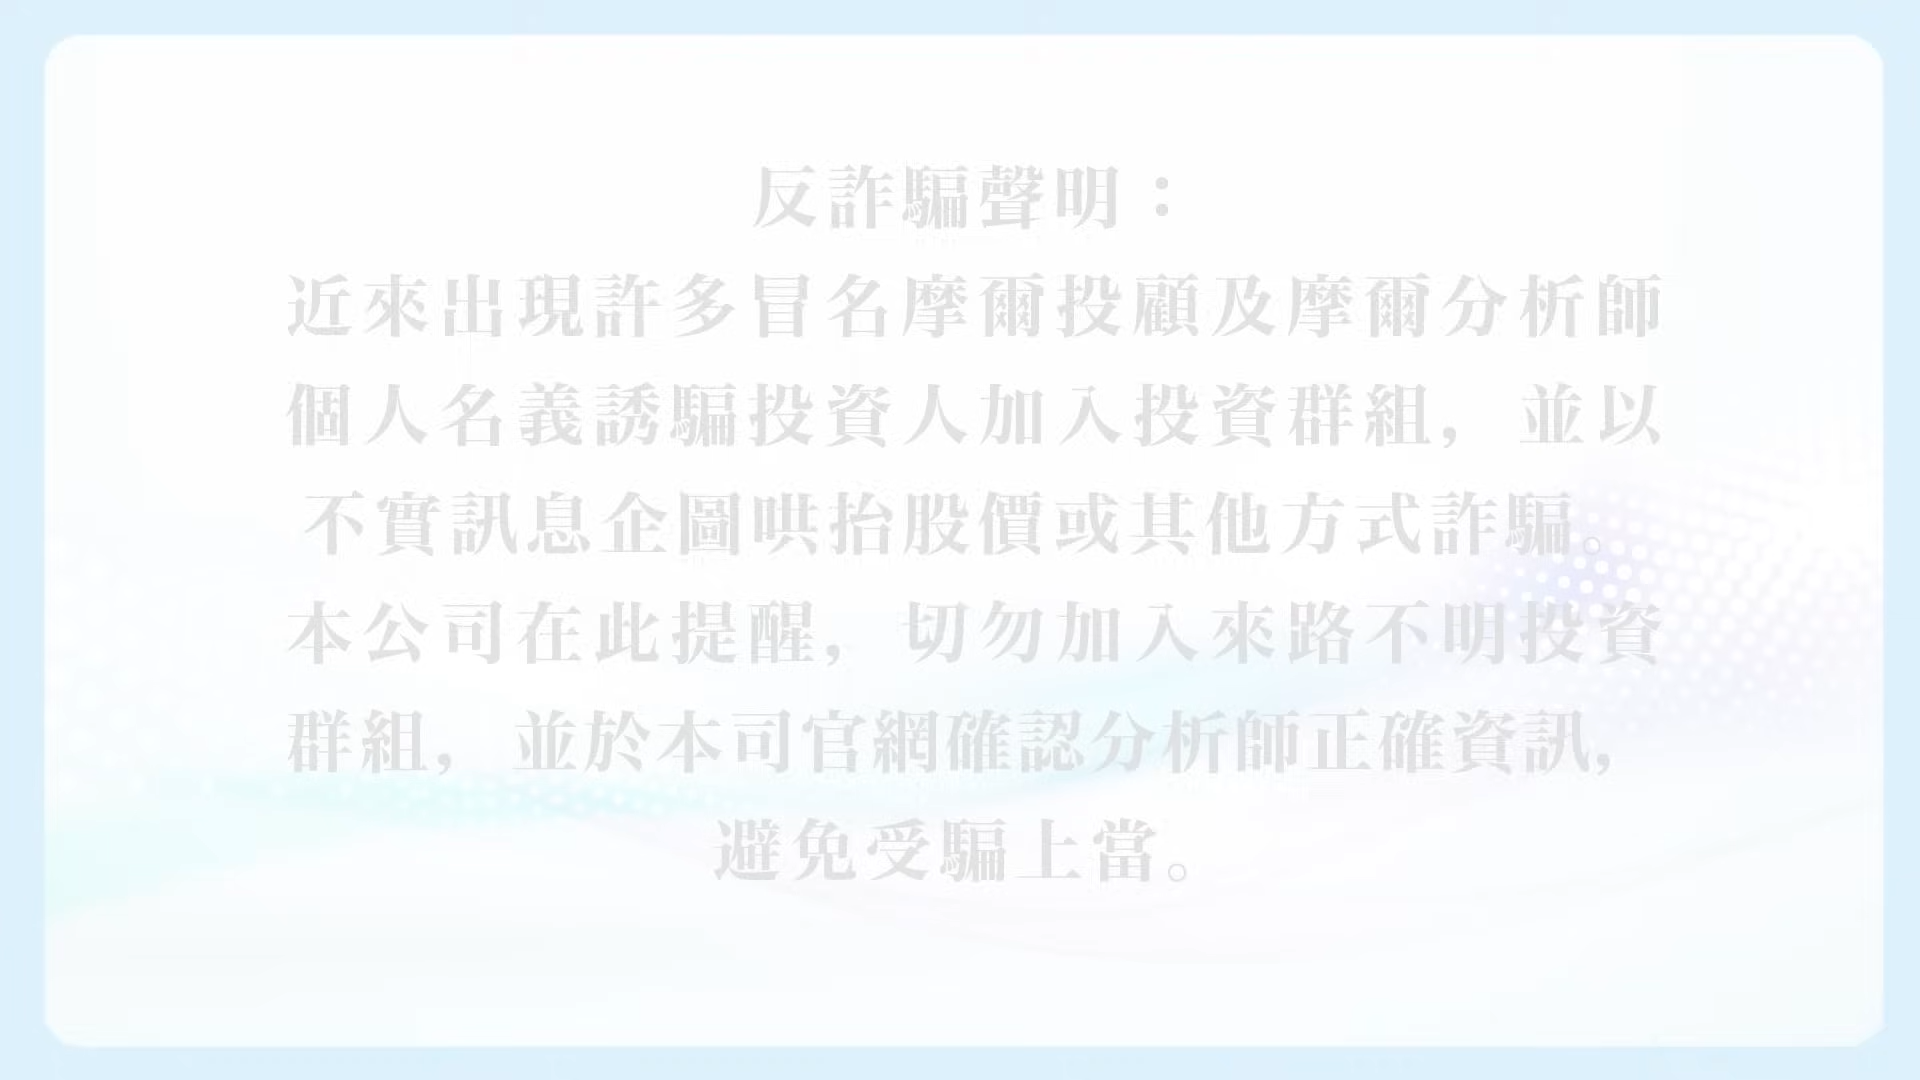 反詐騙聲明：
近來出現許多冒名摩爾投顧及摩爾分析師
個人名義誘騙投資人加入投資群組，並以
不實訊息企圖哄抬股價或其他方式詐騙。
本公司在此提醒，切勿加入來路不明投資
群組，並於本司官網確認分析師正確資訊，
避免受騙上當。